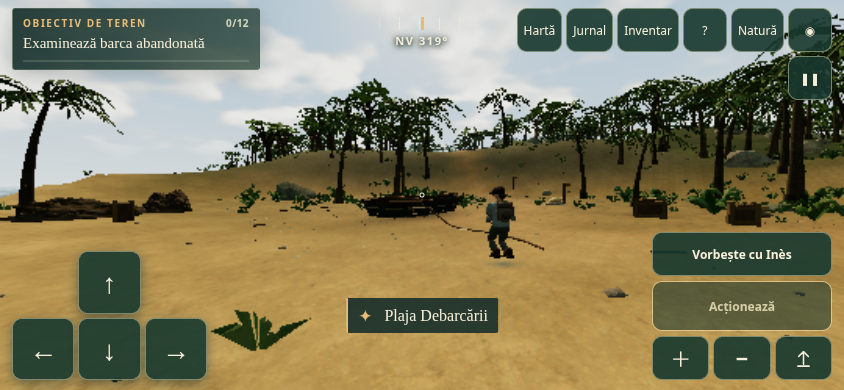 OBIECTIV DE TEREN 0/12
Examinează barca abandonată
NV 319°
Hartă Jurnal Inventar ? Natură
Vorbește cu Inès
Acționează
Plaja Debarcării